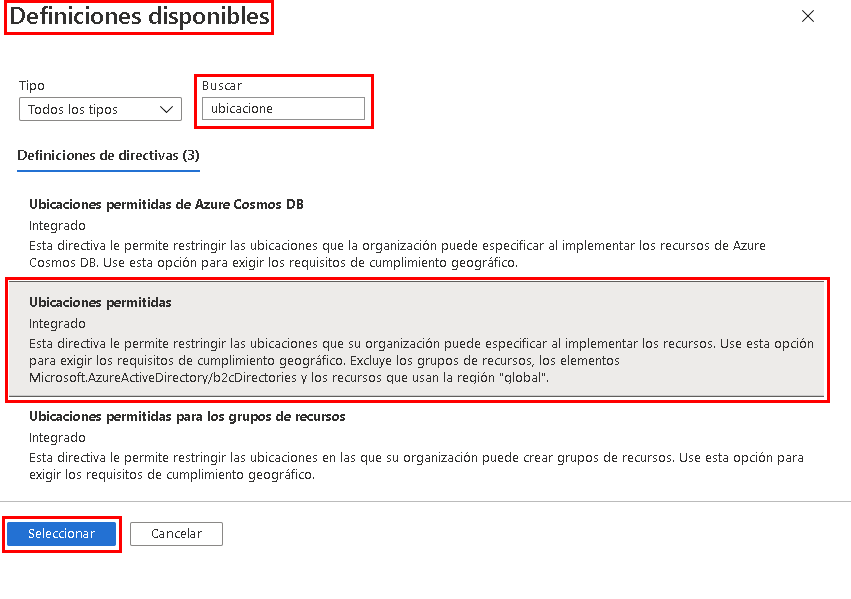 Definiciones disponibles
Tipo
Buscar
Todos los tipos
ubicacione
Definiciones de directivas (3)
Ubicaciones permitidas de Azure Cosmos DB
Integrado
Esta directiva le permite restringir las ubicaciones que la organización puede especificar al implementar los recursos de Azure
Cosmos DB. Use esta opción para exigir los requisitos de cumplimiento geográfico.
Ubicaciones permitidas
Integrado
Esta directiva le permite restringir las ubicaciones que su organización puede especificar al implementar los recursos. Use esta opción
para exigir los requisitos de cumplimiento geográfico. Excluye los grupos de recursos, los elementos
Microsoft.AzureActiveDirectory/b2cDirectories y los recursos que usan la región "global".
Ubicaciones permitidas para los grupos de recursos
Integrado
Esta directiva le permite restringir las ubicaciones en las que su organización puede crear grupos de recursos. Use esta opción para
exigir los requisitos de cumplimiento geográfico.
Seleccionar
Cancelar